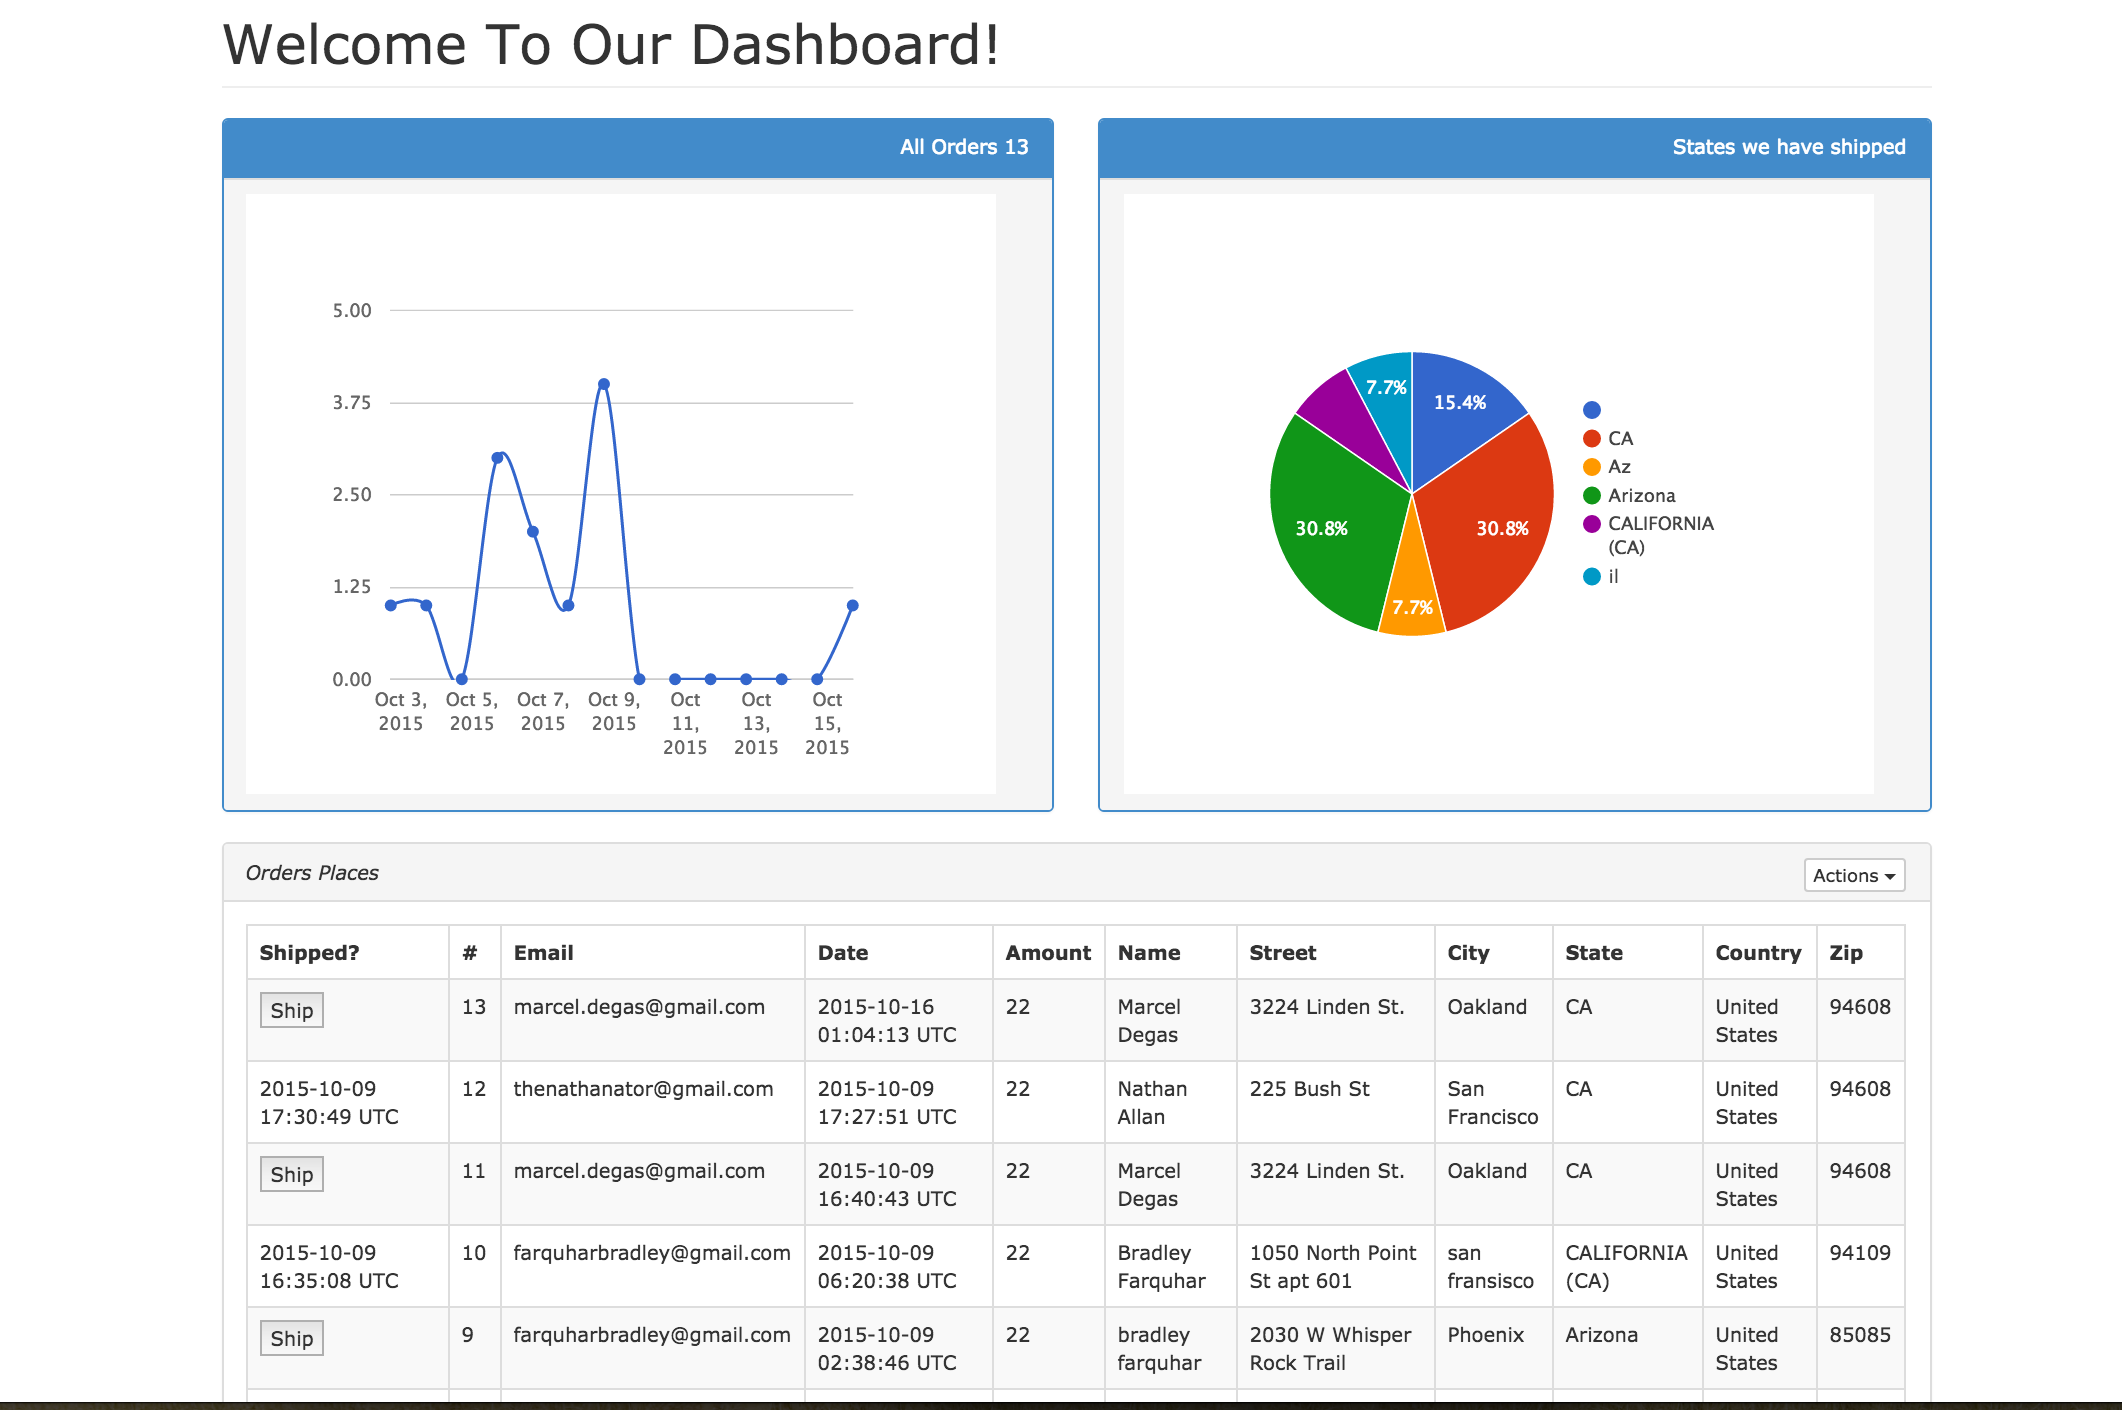 Welcome To Our Dashboard!
All Orders 13
5.00
3.75
2.50
1.25
0.00
Oct 3,
2015
Oct 5,
2015
Oct 7,
2015
Oct 9,
2015
Oct
11,
2015
Oct
13,
2015
Oct
15,
2015
States we have shipped
7.7%
15.4%
30.8%
30.8%
7.7%
CA
Az
Arizona
CALIFORNIA
(CA)
il
Orders Places
Actions
Shipped? # Email Date Amount Name Street City State Country Zip
Ship 13 marcel.degas@gmail.com 2015-10-16 22 Marcel 3224 Linden St. Oakland CA United 94608
01:04:13 UTC Degas States
2015-10-09 12 thenathanator@gmail.com 2015-10-09 22 Nathan 225 Bush St San CA United 94608
17:30:49 UTC 17:27:51 UTC Allan Francisco States
Ship 11 marcel.degas@gmail.com 2015-10-09 22 Marcel 3224 Linden St. Oakland CA United 94608
16:40:43 UTC Degas States
2015-10-09 10 farquharbradley@gmail.com 2015-10-09 22 Bradley 1050 North Point san CALIFORNIA United 94109
16:35:08 UTC 06:20:38 UTC Farquhar St apt 601 fransisco (CA) States
Ship 9 farquharbradley@gmail.com 2015-10-09 22 bradley 2030 W Whisper Phoenix Arizona United 85085
02:38:46 UTC farquhar Rock Trail States